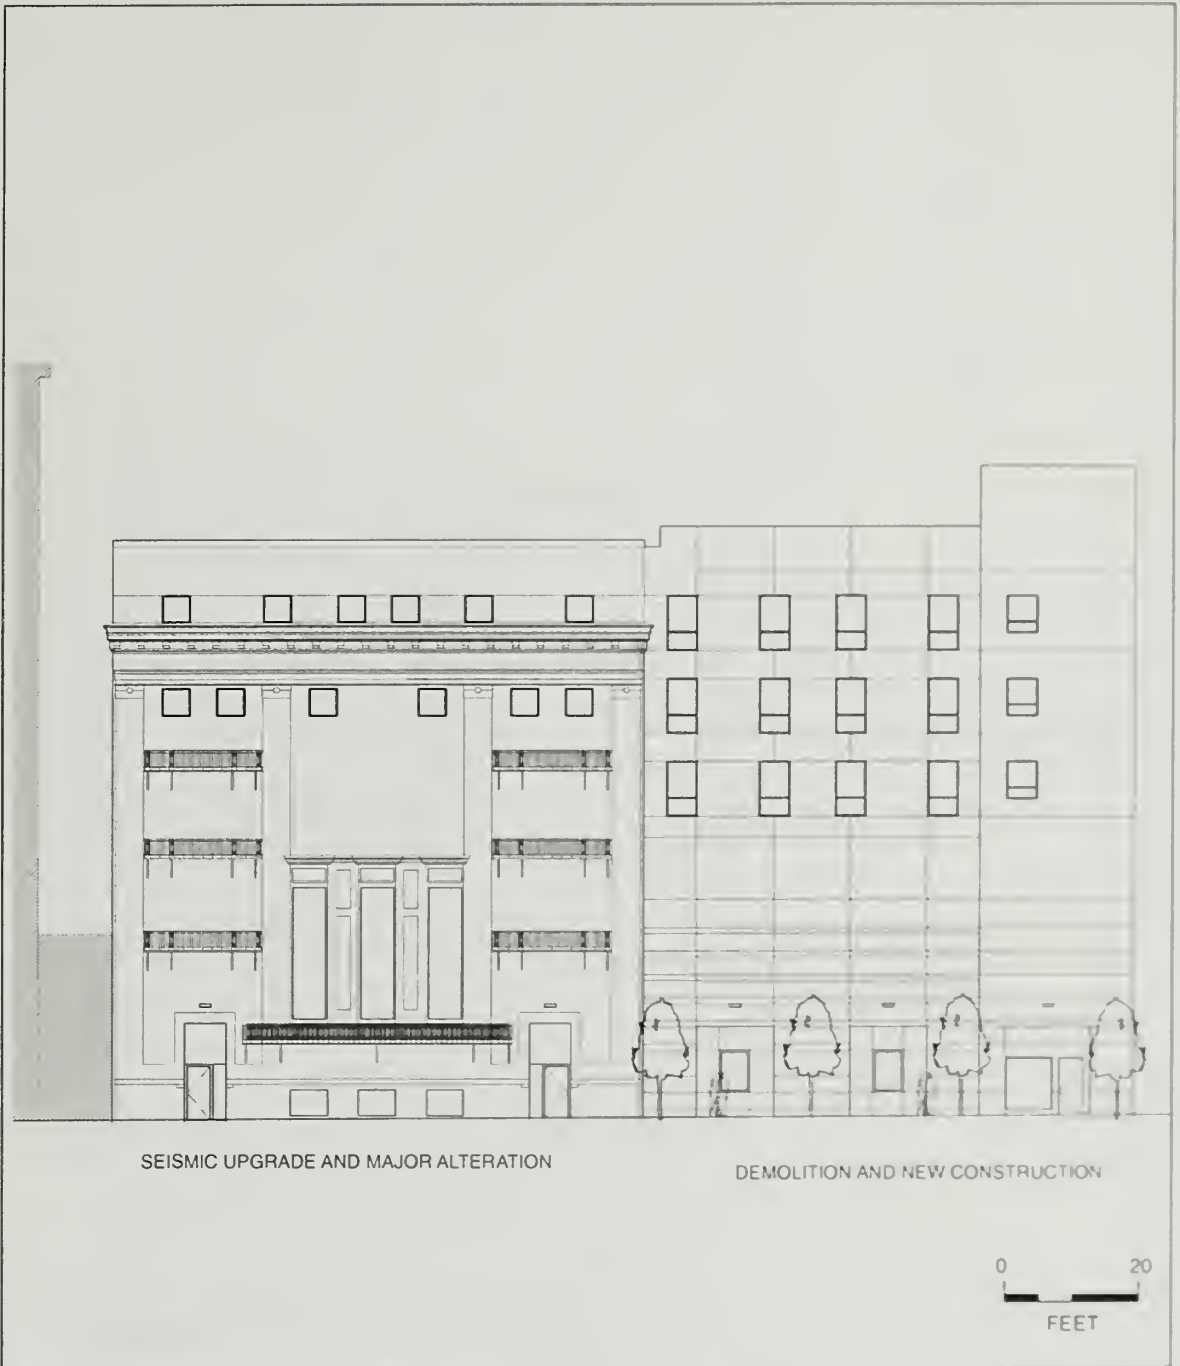 SEISMIC UPGRADE AND MAJOR ALTERATION
DEMOLITION AND NEW CONSTRUCTION
0 20
FEET